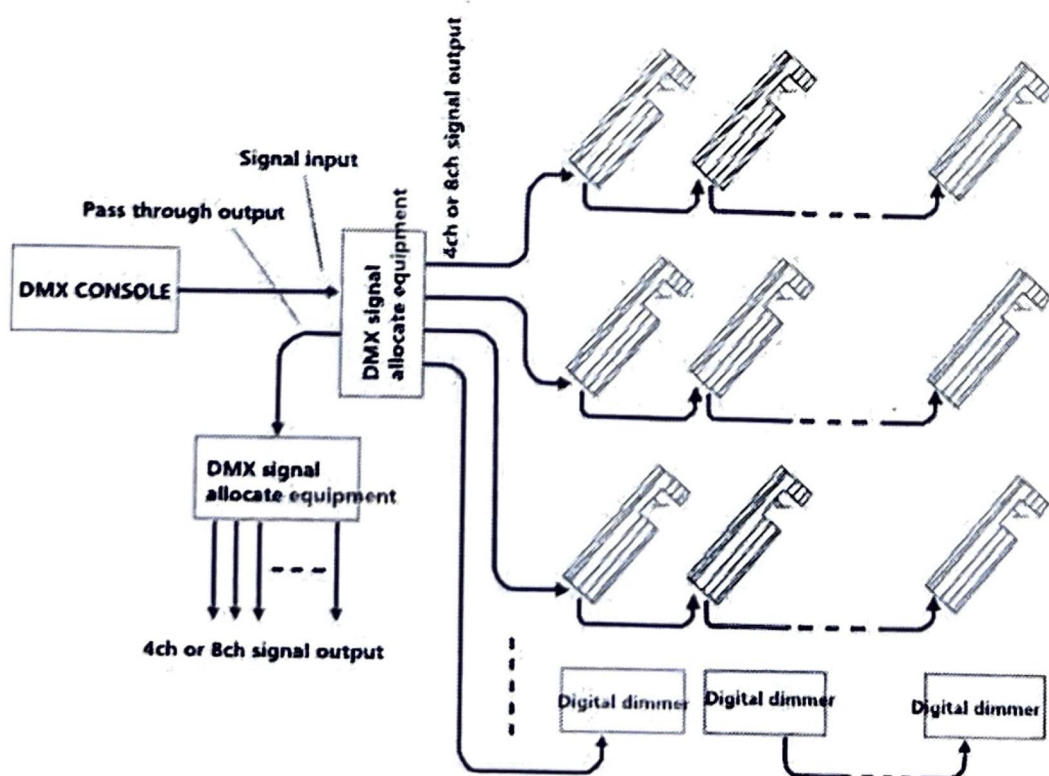 4ch or 8ch signal output
Signal input
Pass through output
DMX CONSOLE
DMX signal
allocate equipment
DMX signal
allocate equipment
4ch or 8ch signal output
Digital dimmer
Digital dimmer
Digital dimmer